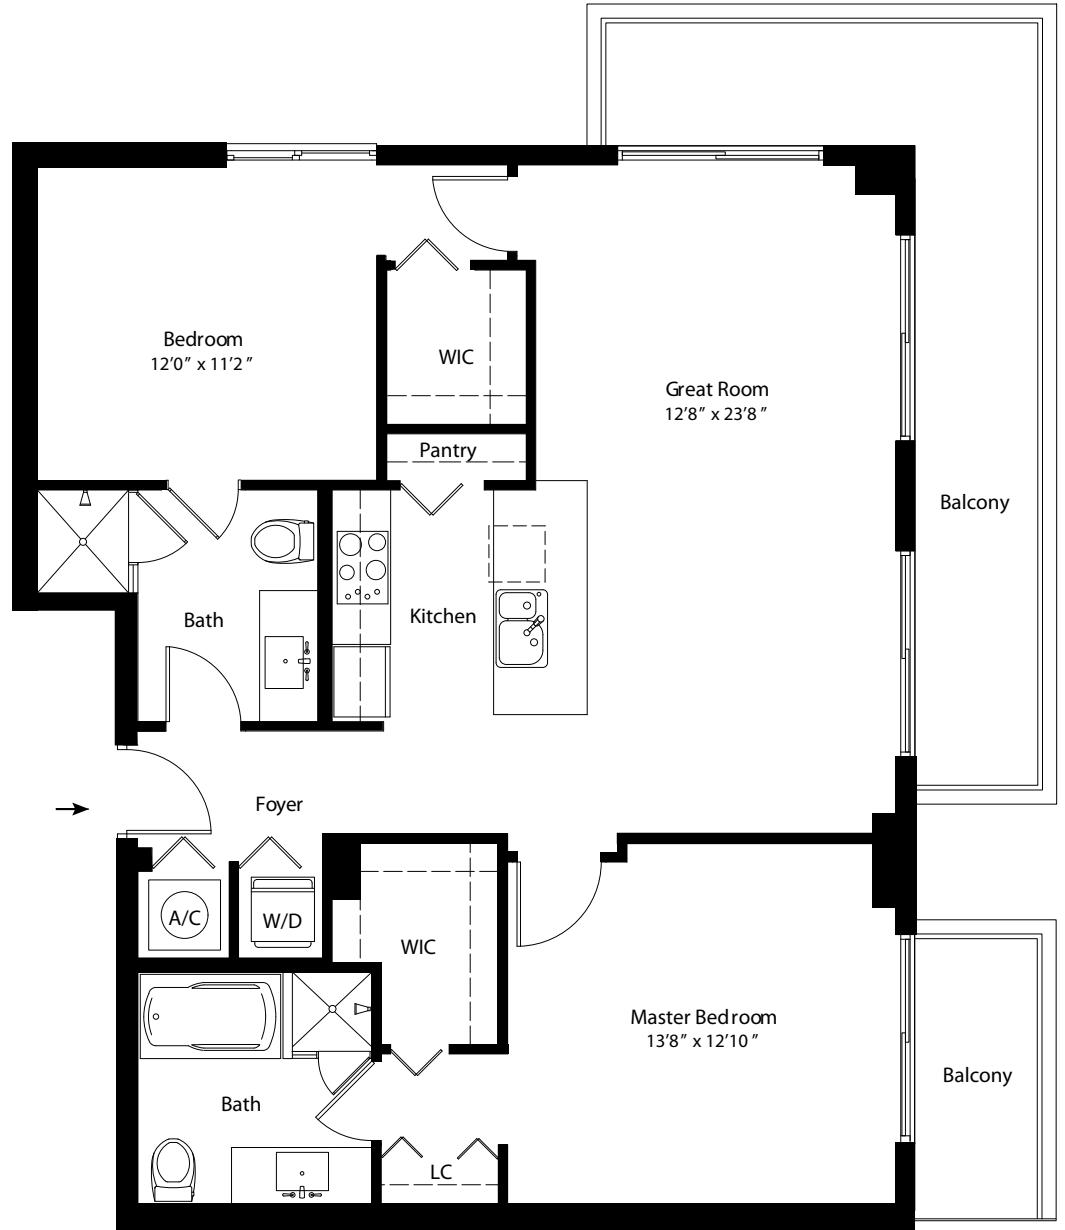 Bedroom
12'0" x 11'2"
WIC
Great Room
12'8" x 23'8"
Pantry
Balcony
Kitchen
Bath
Foyer
A/C
W/D
WIC
Master Bedroom
13'8" x 12'10"
Balcony
Bath
LC